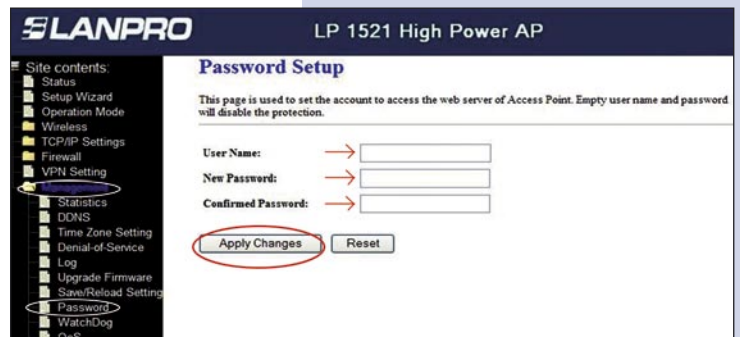 LANPRO
LP 1521 High Power AP
Site contents:
Status
Setup Wizard
Operation Mode
Wireless
TCP/IP Settings
Firewall
VPN Setting
Management
Statistics
DDNS
Time Zone Setting
Denial-of-Service
Log
Upgrade Firmware
Save/Reload Setting
Password
WatchDog
QoS
Password Setup
This page is used to set the account to access the web server of Access Point. Empty user name and password
will disable the protection.
User Name:
New Password:
Confirmed Password:
Apply Changes
Reset